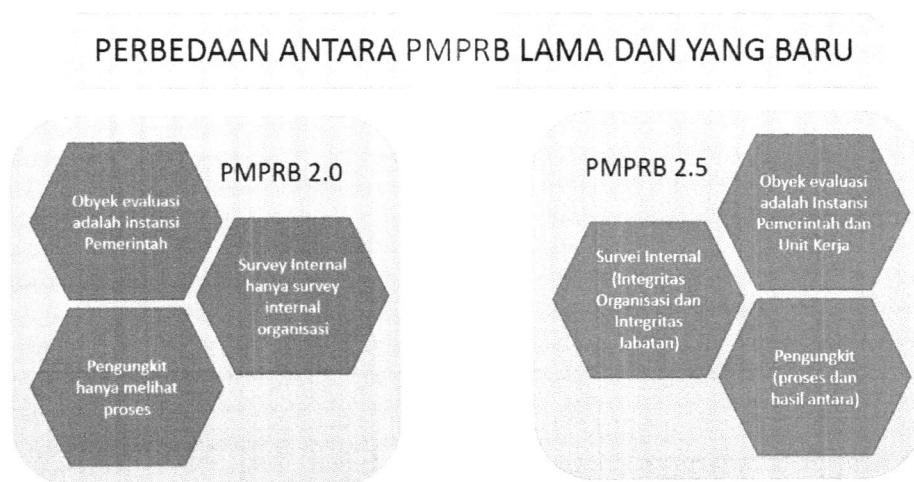 PERBEDAAN ANTARA PMPRB LAMA DAN YANG BARU
PMPRB 2.0
Obyek evaluasi
adalah instansi
Pemerintah
Survey Internal
hanya survey
internal
organisasi
Pengungkit
hanya melihat
proses
PMPRB 2.5
Obyek evaluasi
adalah Instansi
Pemerintah dan
Unit Kerja
Survei Internal
(Integritas
Organisasi dan
Integritas
Jabatan)
Pengungkit
(proses dan
hasil antara)